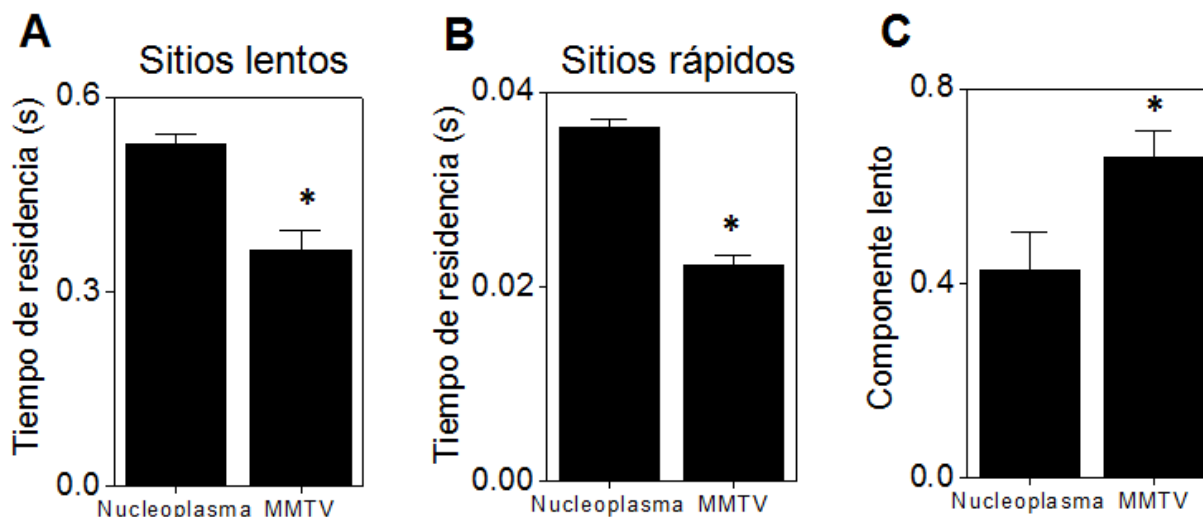 A
Sitios lentos
Tiempo de residencia (s)
0.6
0.3
0.0
*
Nucleoplasma MMTV
B
Sitios rápidos
Tiempo de residencia (s)
0.04
0.02
0.00
*
Nucleoplasma MMTV
C
Componente lento
0.8
0.4
0.0
*
Nucleoplasma MMTV